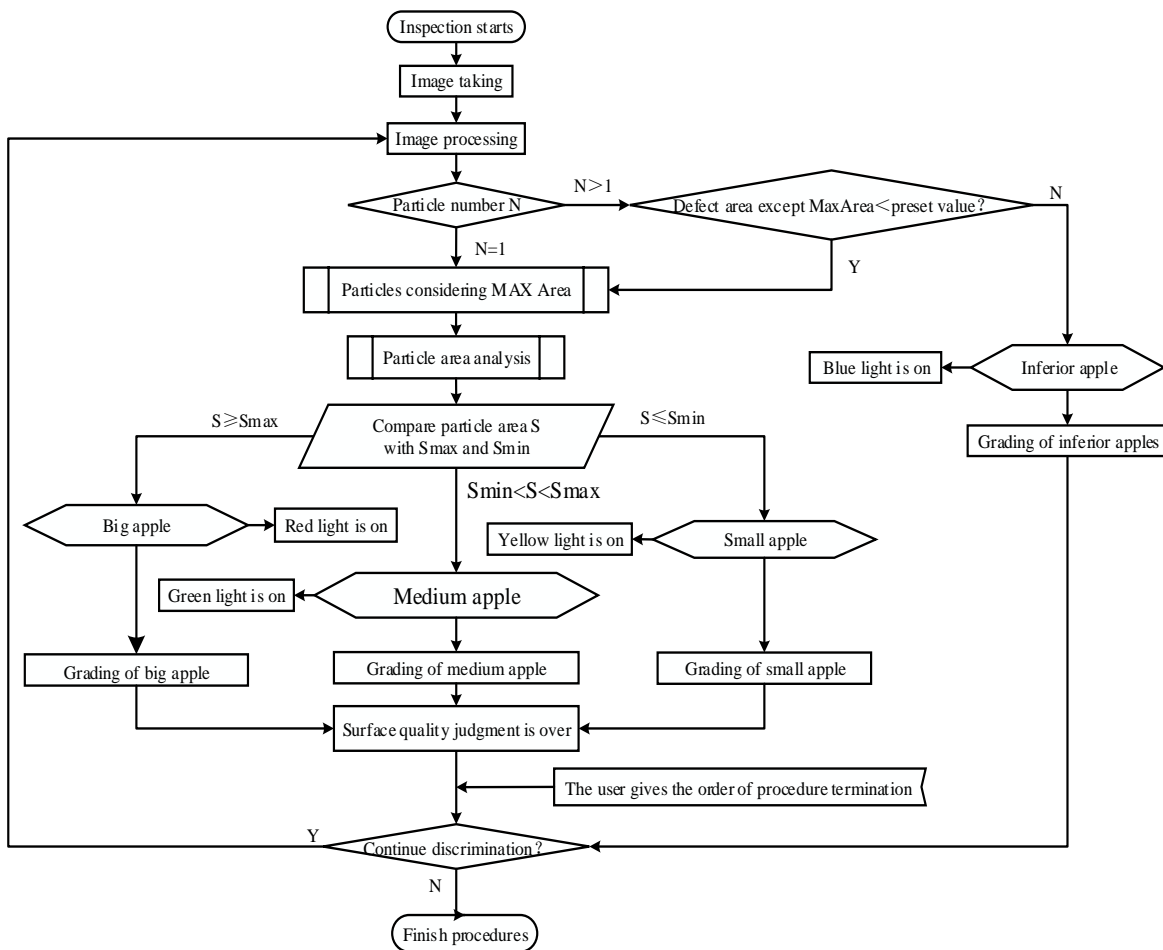 Inspection starts
Image taking
Image processing
Particle number N
N>1
Defect area except MaxArea<preset value?
N
N=1
Y
Particles considering MAX Area
Particle area analysis
Blue light is on
Inferior apple
S≥Smax
Compare particle area S
with Smax and Smin
S≤Smin
Grading of inferior apples
Smin<S<Smax
Big apple
Red light is on
Yellow light is on
Small apple
Green light is on
Medium apple
Grading of big apple
Grading of medium apple
Grading of small apple
Surface quality judgment is over
The user gives the order of procedure termination
Y
Continue discrimination?
N
Finish procedures